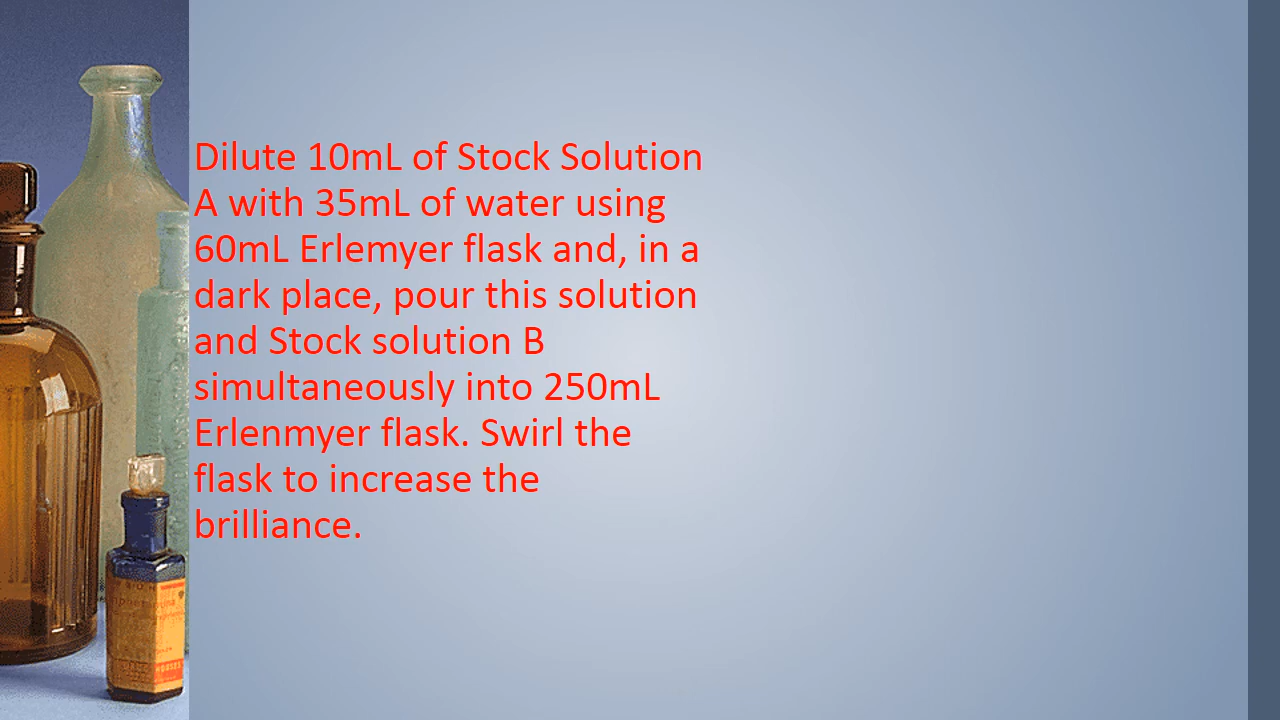 Dilute 10mL of Stock Solution
A with 35mL of water using
60mL Erlemyer flask and, in a
dark place, pour this solution
and Stock solution B
simultaneously into 250mL
Erlenmyer flask. Swirl the
flask to increase the
brilliance.